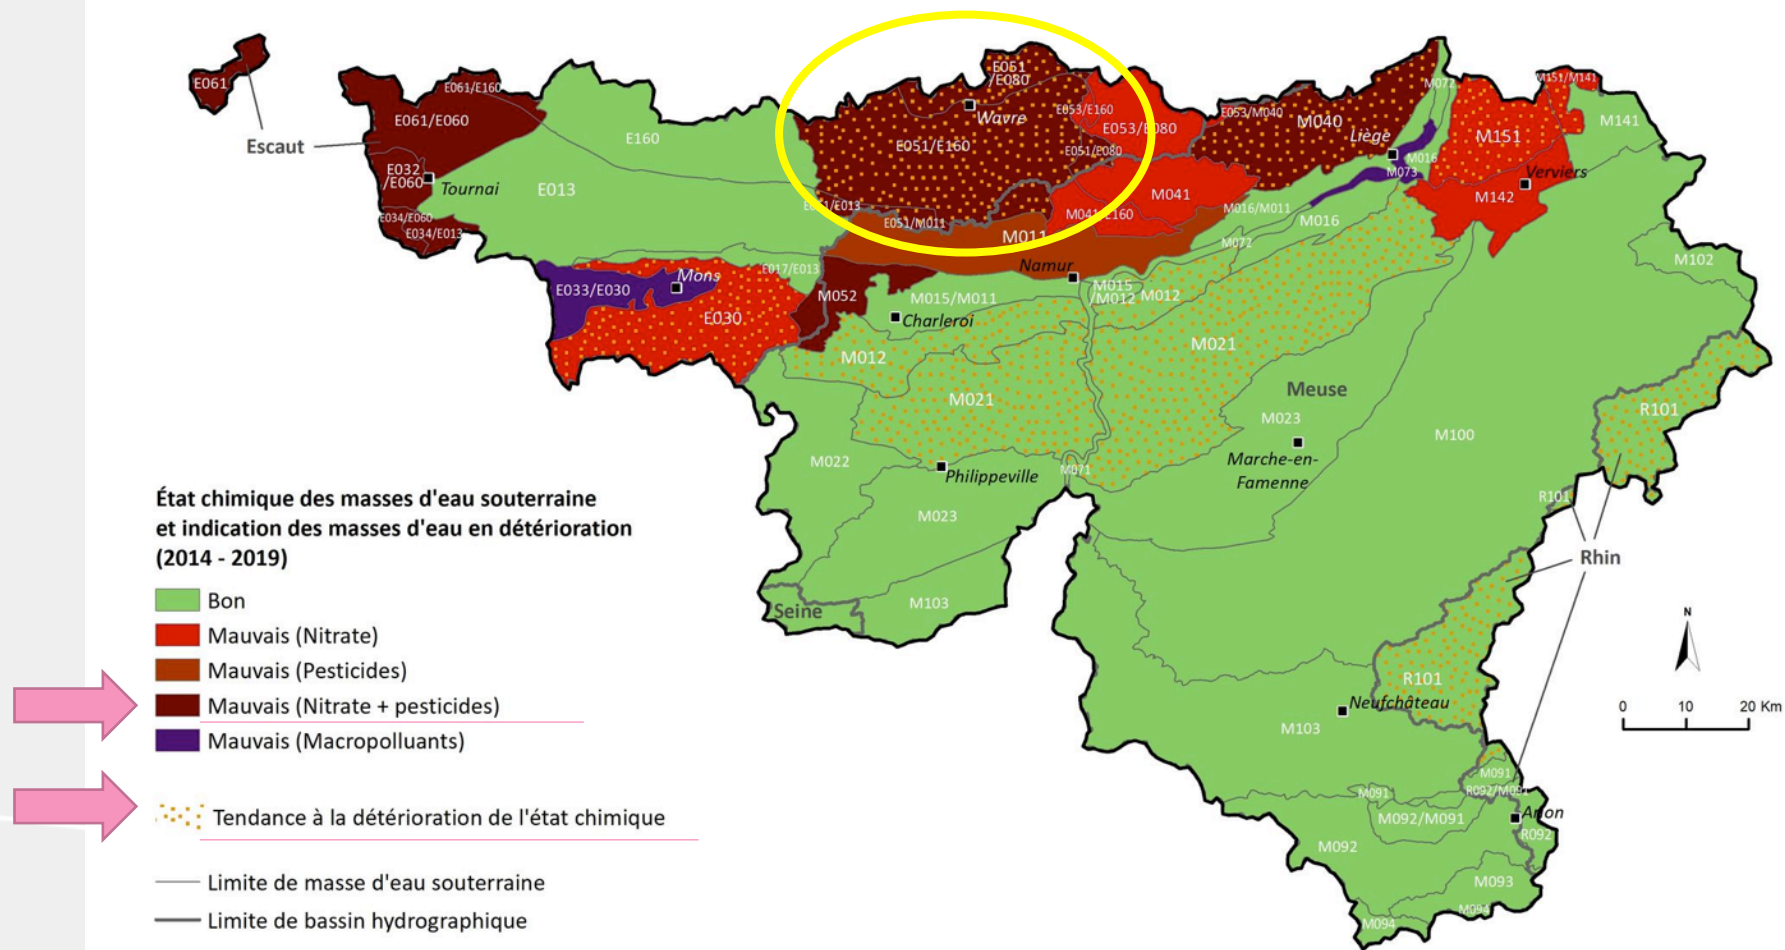 E061
Escaut
E061/E160
E061/E060
E032
/E060
Tournai
E034/E060
E034/E013
E160
E013
E051
/E080
Wavre
E053/E160
E051/E160
E051/E080
E053/E080
E051/M011
E033/E030
Mons
E017/E013
E030
M052
M011
M041
M041/E160
E053/M040
M040
Liège
M072
M151/M141
M151
M141
M016
M073
Verviers
M142
M016/M011
M016
M072
Namur
M015
/M012
M012
M015/M011
Charleroi
M012
M021
M021
M102
Meuse
M023
Marche-en-
Famenne
M100
R101
M022
Philippeville
M071
M023
R101
Rhin
Seine
M103
R101
Neufchâteau
M103
M091
R092/M091
M091
M092/M091
Arlon
R092
M092
M093
M094
M094
État chimique des masses d'eau souterraine
et indication des masses d'eau en détérioration
(2014 - 2019)
Bon
Mauvais (Nitrate)
Mauvais (Pesticides)
Mauvais (Nitrate + pesticides)
Mauvais (Macropolluants)
Tendance à la détérioration de l'état chimique
Limite de masse d'eau souterraine
Limite de bassin hydrographique
N
0 10 20 Km